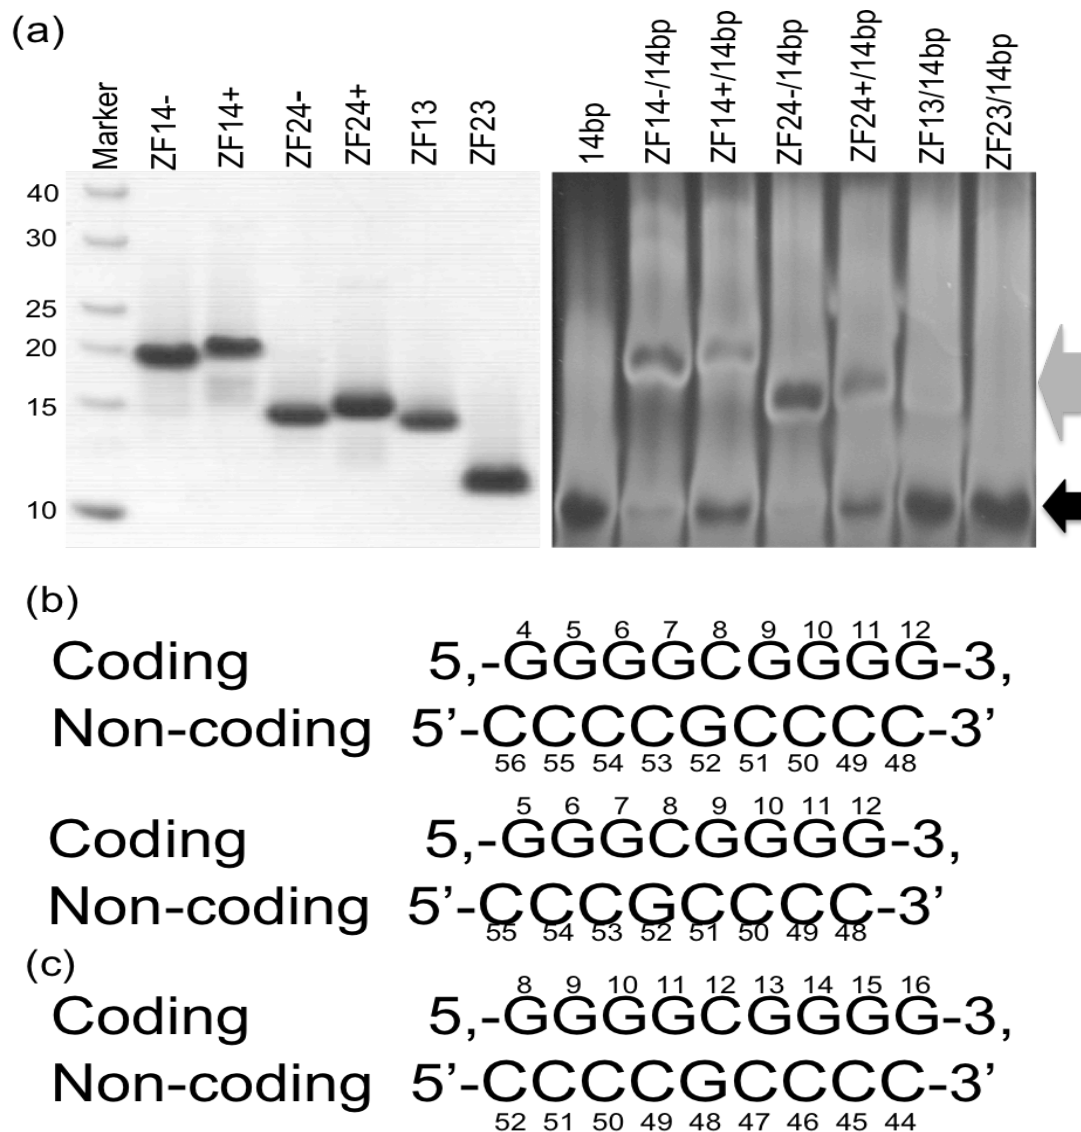 (a)
Marker ZF14- ZF14+ ZF24- ZF24+ ZF13 ZF23
14bp ZF14-/14bp ZF14+/14bp ZF24-/14bp ZF24+/14bp ZF13/14bp ZF23/14bp
40
30
25
20
15
10
(b)
4 5 6 7 8 9 10 11 12
Coding 5,-GGGGCGGGG-3,
Non-coding 5'-CCCCGCCCC-3'
56 55 54 53 52 51 50 49 48
5 6 7 8 9 10 11 12
Coding 5,-GGGCGGGG-3,
Non-coding 5'-CCCGCCCC-3'
55 54 53 52 51 50 49 48
(c)
8 9 10 11 12 13 14 15 16
Coding 5,-GGGGCGGGG-3,
Non-coding 5'-CCCCGCCCC-3'
52 51 50 49 48 47 46 45 44